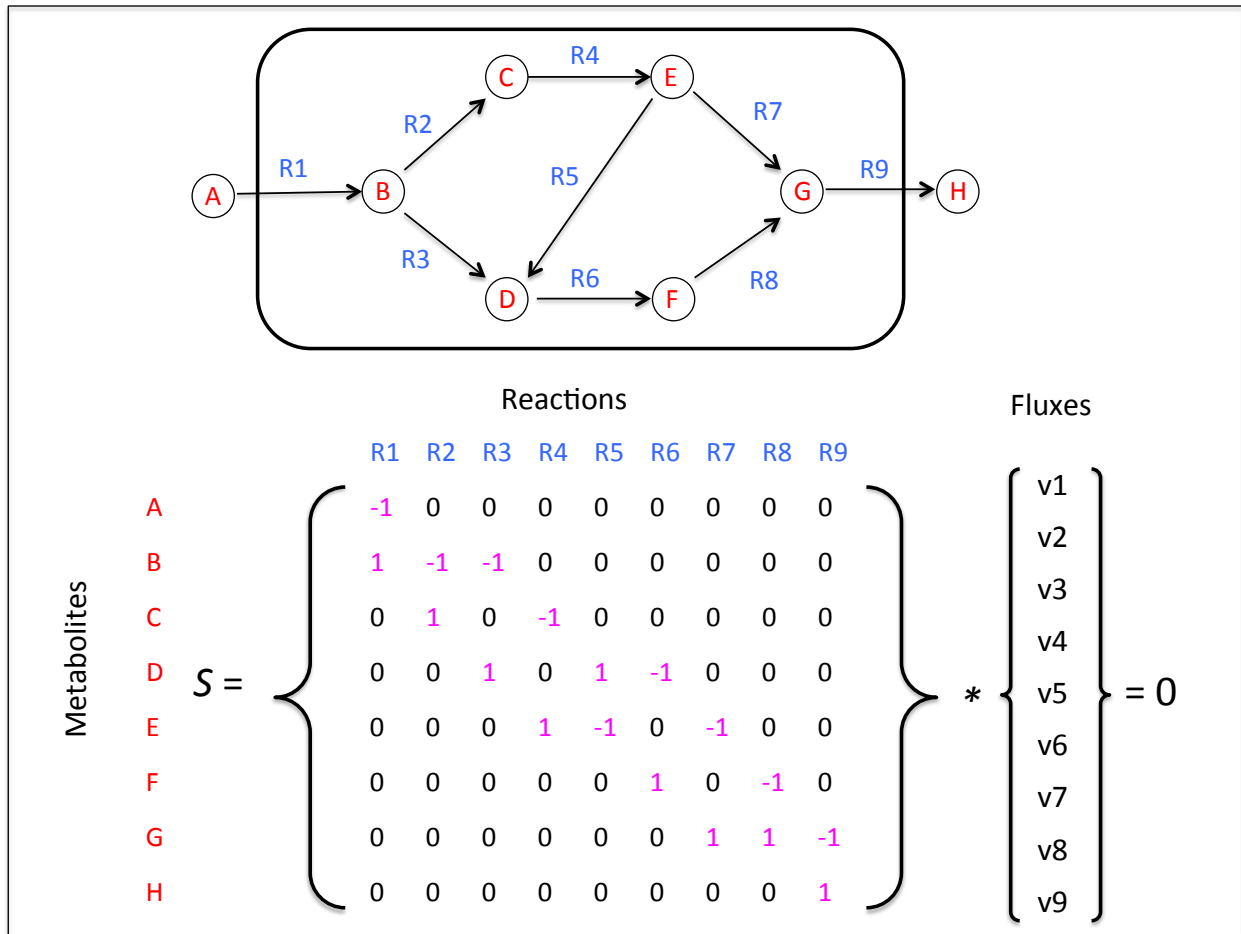 R4
C
E
R2
R7
R1
R5
R9
A
B
G
H
R3
R6
R8
D
F
Reactions
Fluxes
R1 R2 R3 R4 R5 R6 R7 R8 R9
Metabolites
S =
A -1 0 0 0 0 0 0 0 0
B 1 -1 -1 0 0 0 0 0 0
C 0 1 0 -1 0 0 0 0 0
D 0 0 1 0 1 -1 0 0 0
E 0 0 0 1 -1 0 -1 0 0
F 0 0 0 0 0 1 0 -1 0
G 0 0 0 0 0 0 1 1 -1
H 0 0 0 0 0 0 0 0 1
*
v1
v2
v3
v4
v5
v6
v7
v8
v9
= 0